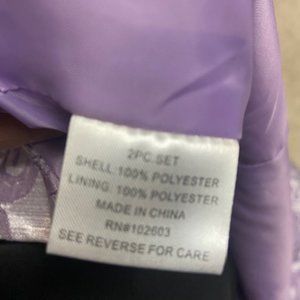 2PC.SET
SHELL:100% POLYESTER
LINING: 100% POLYESTER
MADE IN CHINA
RN#102603
SEE REVERSE FOR CARE